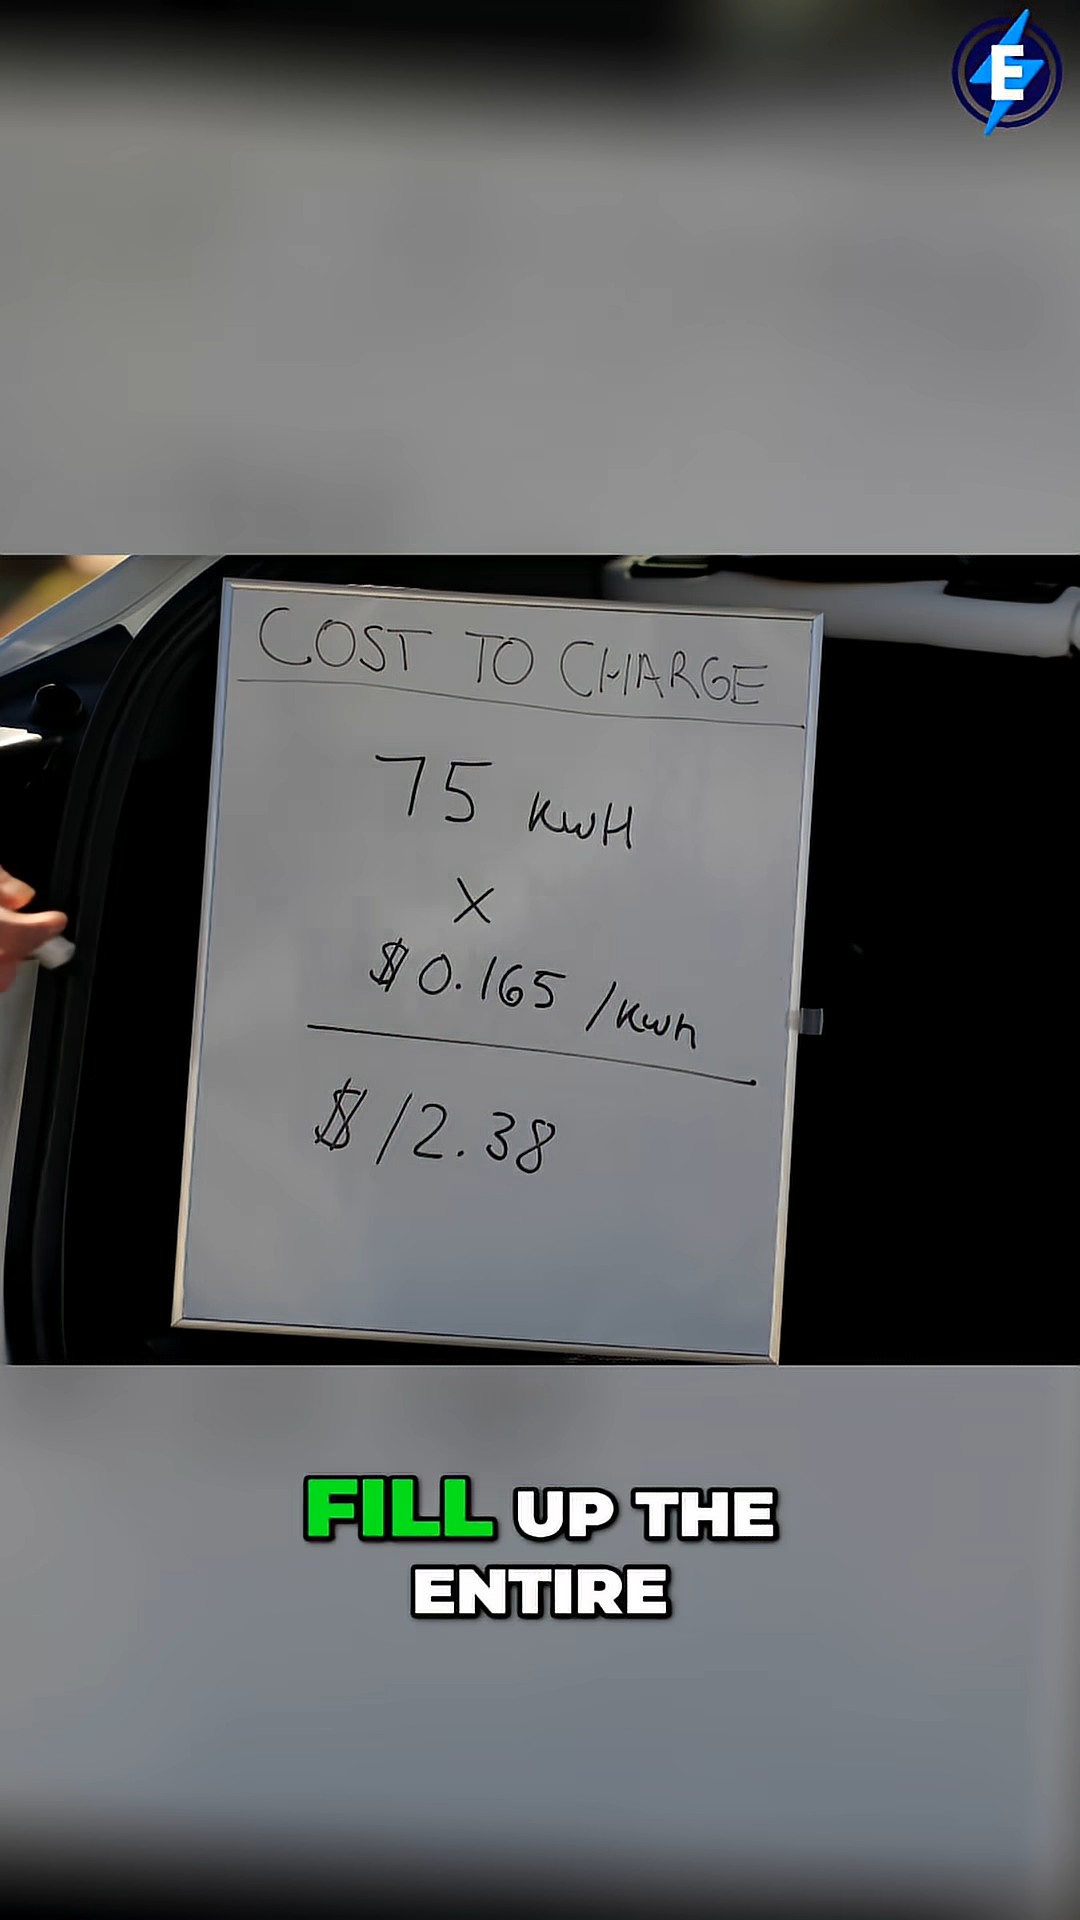 E
COST TO CHARGE
75 KWH
X
$0.165 /Kwh
$12.38
FILL UP THE
ENTIRE